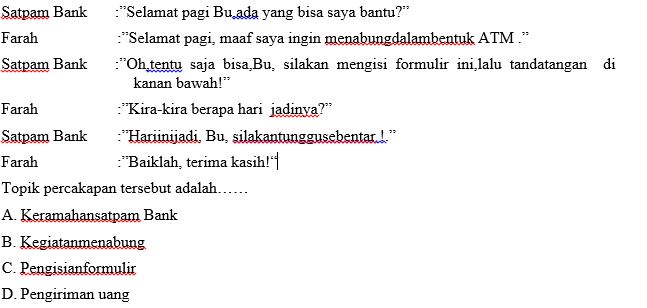 Satpam Bank :”Selamat pagi Bu,ada yang bisa saya bantu?”
Farah :”Selamat pagi, maaf saya ingin menabungdalambentuk ATM .”
Satpam Bank :”Oh,tentu saja bisa,Bu, silakan mengisi formulir ini,lalu tandatangan di
kanan bawah!”
Farah :”Kira-kira berapa hari jadinya?”
Satpam Bank :”Hariinijadi, Bu, silakantunggusebentar !.”
Farah :”Baiklah, terima kasih!“
Topik percakapan tersebut adalah……
A. Keramahansatpam Bank
B. Kegiatanmenabung
C. Pengisianformulir
D. Pengiriman uang